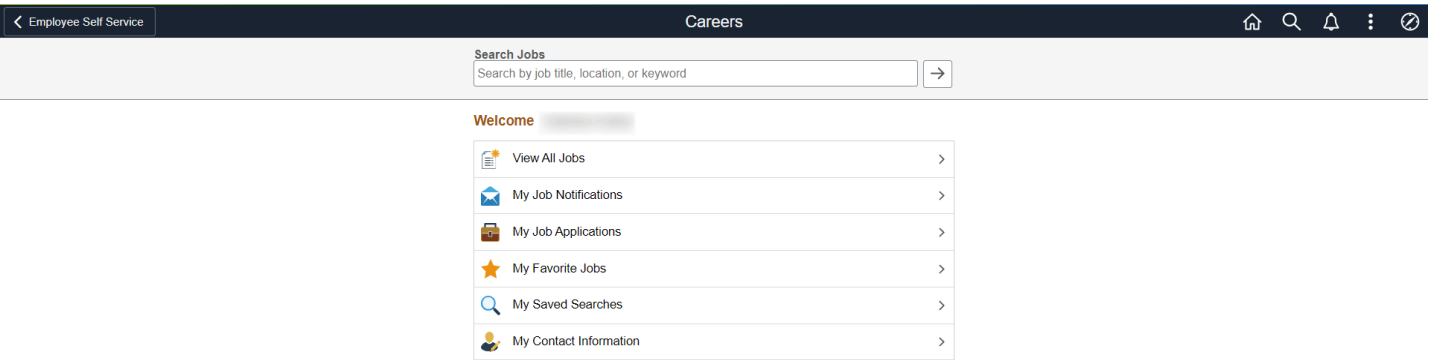 Employee Self Service
Careers
Search Jobs
Search by job title, location, or keyword
Welcome
View All Jobs
My Job Notifications
My Job Applications
My Favorite Jobs
My Saved Searches
My Contact Information